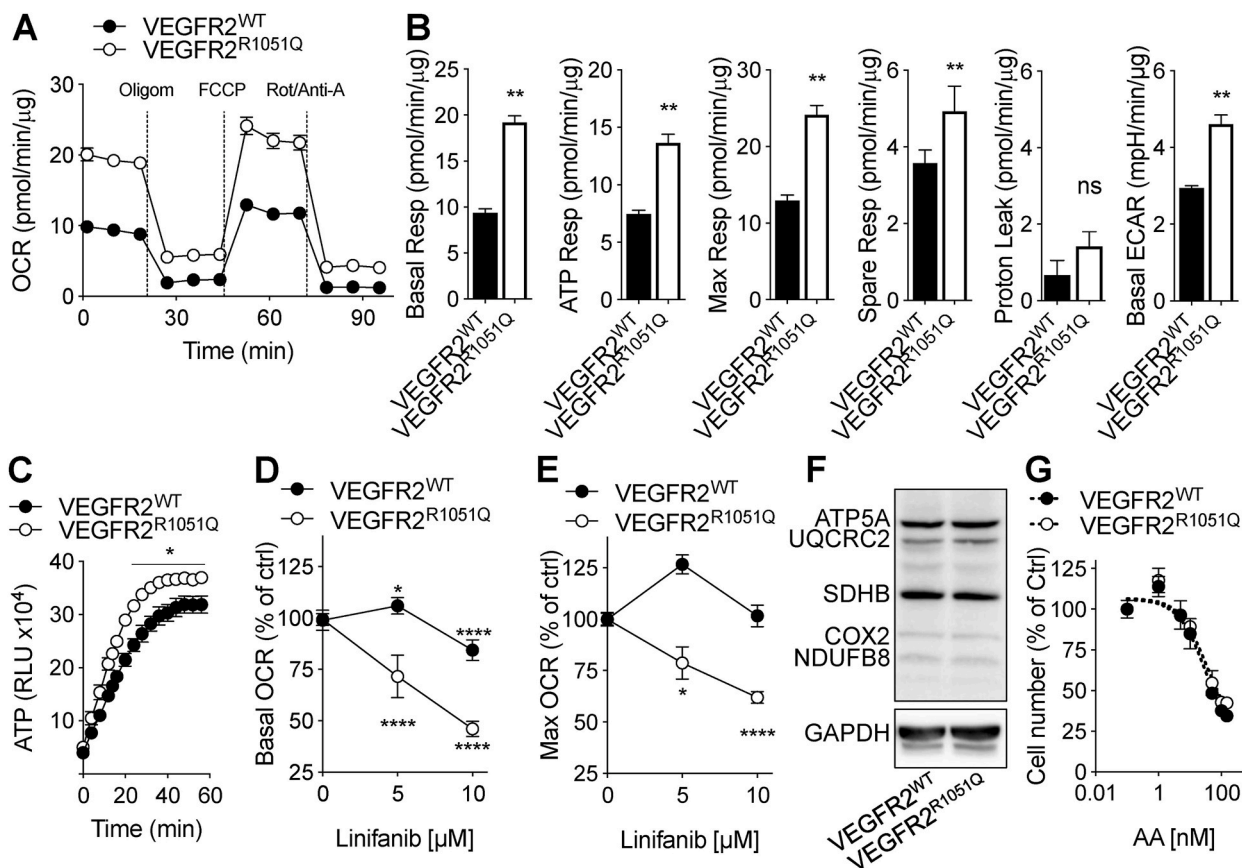 A
VEGFR2WT
VEGFR2R1051Q
OCR (pmol/min/μg)
30
20
10
0
Oligom
FCCP
Rot/Anti-A
0
30
60
90
Time (min)
B
Basal Resp (pmol/min/μg)
25
20
15
10
5
0
**
VEGFR2WT
VEGFR2R1051Q
ATP Resp (pmol/min/μg)
20
15
10
5
0
**
VEGFR2WT
VEGFR2R1051Q
Max Resp (pmol/min/μg)
30
20
10
0
**
VEGFR2WT
VEGFR2R1051Q
Spare Resp (pmol/min/μg)
6
4
2
0
**
VEGFR2WT
VEGFR2R1051Q
Proton Leak (pmol/min/μg)
6
4
2
0
ns
VEGFR2WT
VEGFR2R1051Q
Basal ECAR (mpH/min/μg)
6
4
2
0
**
VEGFR2WT
VEGFR2R1051Q
C
VEGFR2WT
VEGFR2R1051Q
ATP (RLU x10⁴)
40
30
20
10
*
0
20
40
60
Time (min)
D
VEGFR2WT
VEGFR2R1051Q
Basal OCR (% of ctrl)
125
100
75
50
25
*
****
****
****
0
5
10
Linifanib [μM]
E
VEGFR2WT
VEGFR2R1051Q
Max OCR (% of ctrl)
150
125
100
75
50
25
*
****
0
5
10
Linifanib [μM]
F
ATP5A
UQCRC2
SDHB
COX2
NDUFB8
GAPDH
VEGFR2WT
VEGFR2R1051Q
G
VEGFR2WT
VEGFR2R1051Q
Cell number (% of Ctrl)
125
100
75
50
25
0
0.01
1
100
AA [nM]